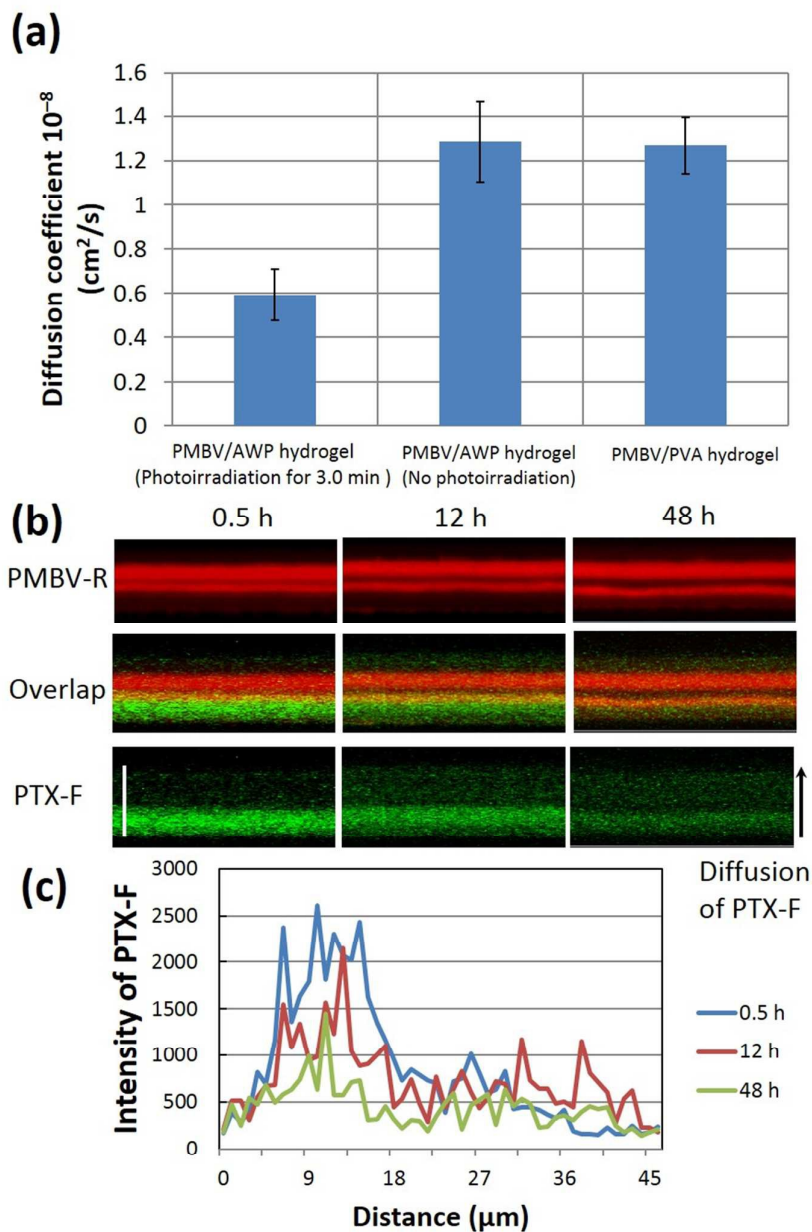 (a)
Diffusion coefficient 10⁻⁸
(cm²/s)
1.6
1.4
1.2
1
0.8
0.6
0.4
0.2
0
PMBV/AWP hydrogel
(Photoirradiation for 3.0 min )
PMBV/AWP hydrogel
(No photoirradiation)
PMBV/PVA hydrogel
(b)
0.5 h
12 h
48 h
PMBV-R
Overlap
PTX-F
(c)
Diffusion
of PTX-F
Intensity of PTX-F
3000
2500
2000
1500
1000
500
0
0.5 h
12 h
48 h
0
9
18
27
36
45
Distance (μm)